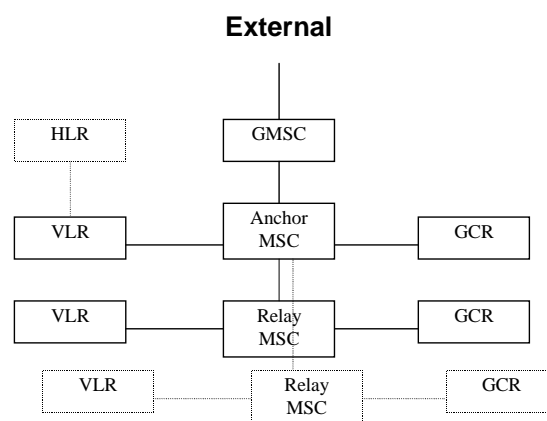 External
HLR
GMSC
VLR
Anchor
MSC
GCR
VLR
Relay
MSC
GCR
VLR
Relay
MSC
GCR